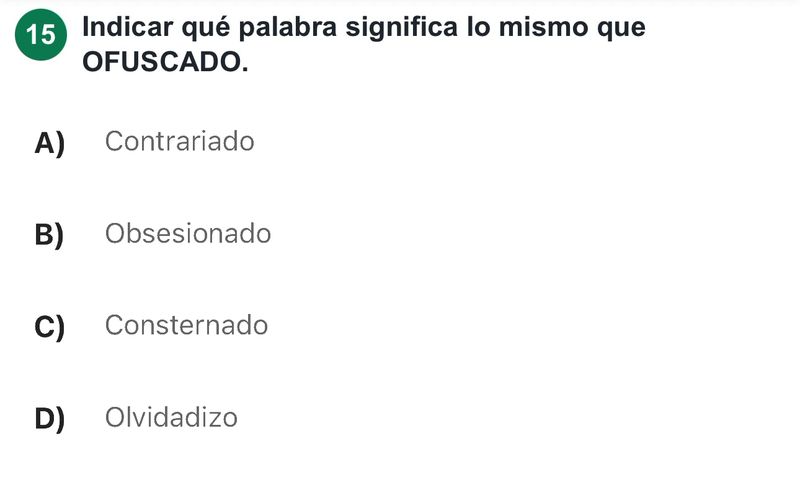 15 Indicar qué palabra significa lo mismo que
OFUSCADO.
A) Contrariado
B) Obsesionado
C) Consternado
D) Olvidadizo